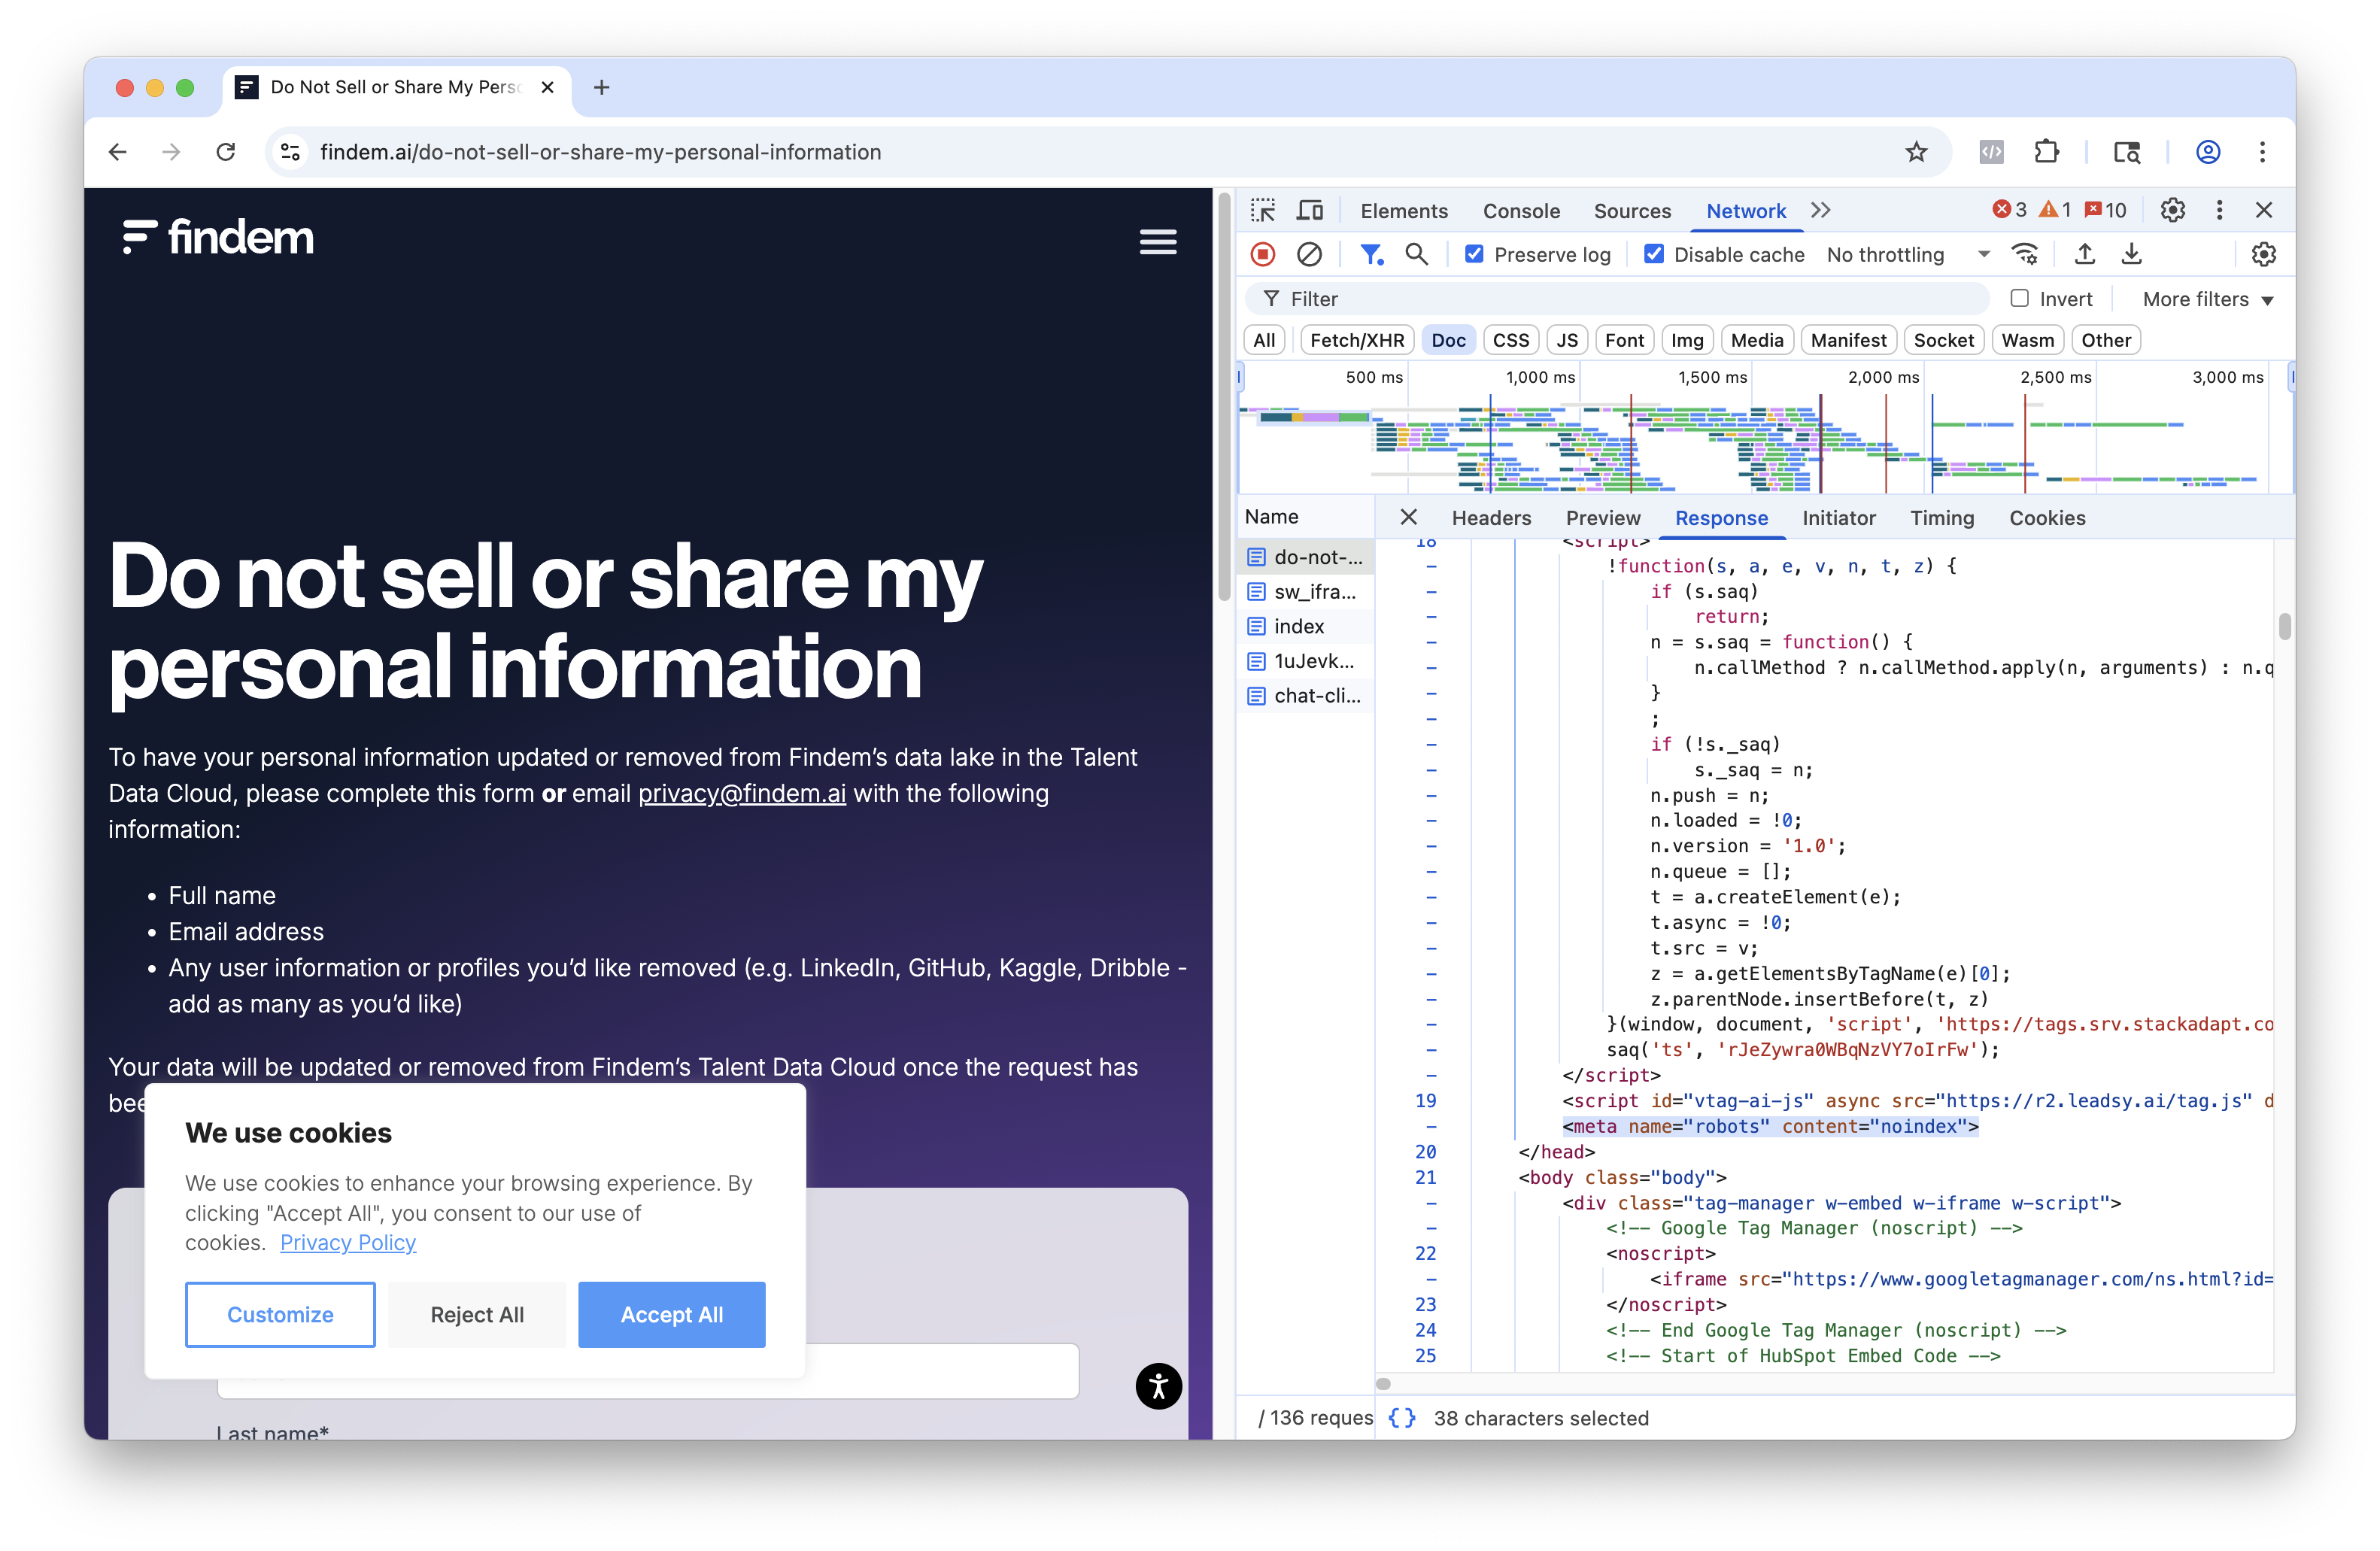 Do Not Sell or Share My Pers
findem.ai/do-not-sell-or-share-my-personal-information
findem
Do not sell or share my
personal information
To have your personal information updated or removed from Findem’s data lake in the Talent
Data Cloud, please complete this form or email privacy@findem.ai with the following
information:
• Full name
• Email address
• Any user information or profiles you’d like removed (e.g. LinkedIn, GitHub, Kaggle, Dribble -
add as many as you’d like)
Your data will be updated or removed from Findem’s Talent Data Cloud once the request has
We use cookies
We use cookies to enhance your browsing experience. By
clicking "Accept All", you consent to our use of
cookies. Privacy Policy
Customize Reject All Accept All
Last name*
Elements Console Sources Network 3 1 10
Preserve log Disable cache No throttling
Filter Invert More filters
All Fetch/XHR Doc CSS JS Font Img Media Manifest Socket Wasm Other
500 ms 1,000 ms 1,500 ms 2,000 ms 2,500 ms 3,000 ms
Name
do-not-...
sw_ifra...
index
1uJevk...
chat-cli...
Headers Preview Response Initiator Timing Cookies
18 <script>
- !function(s, a, e, v, n, t, z) {
- if (s.saq)
- return;
- n = s.saq = function() {
- n.callMethod ? n.callMethod.apply(n, arguments) : n.q
- }
- ;
- if (!s._saq)
- s._saq = n;
- n.push = n;
- n.loaded = !0;
- n.version = '1.0';
- n.queue = [];
- t = a.createElement(e);
- t.async = !0;
- t.src = v;
- z = a.getElementsByTagName(e)[0];
- z.parentNode.insertBefore(t, z)
- }(window, document, 'script', 'https://tags.srv.stackadapt.co
- saq('ts', 'rJeZywra0WBqNzVY7oIrFw');
- </script>
19 <script id="vtag-ai-js" async src="https://r2.leadsy.ai/tag.js" d
- <meta name="robots" content="noindex">
20 </head>
21 <body class="body">
- <div class="tag-manager w-embed w-iframe w-script">
- <!-- Google Tag Manager (noscript) -->
22 <noscript>
- <iframe src="https://www.googletagmanager.com/ns.html?id=
23 </noscript>
24 <!-- End Google Tag Manager (noscript) -->
25 <!-- Start of HubSpot Embed Code -->
/ 136 reques {} 38 characters selected